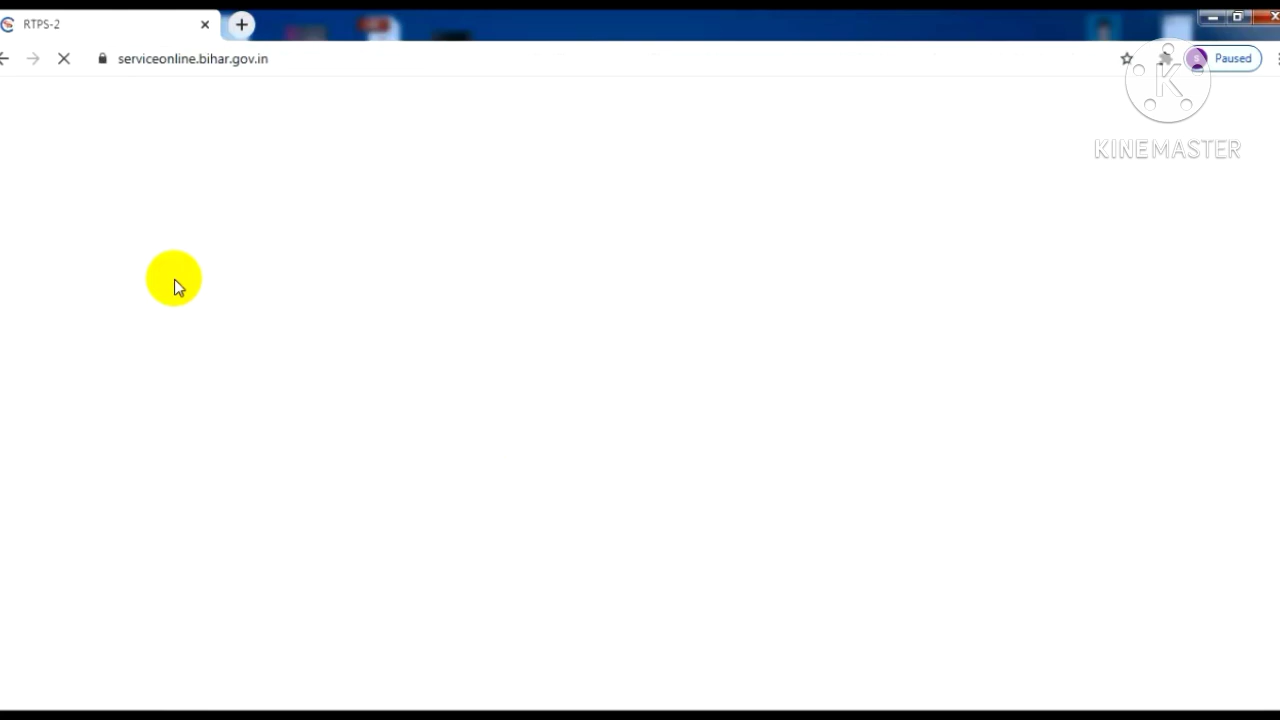 RTPS-2
serviceonline.bihar.gov.in
Paused
K
KINEMASTER